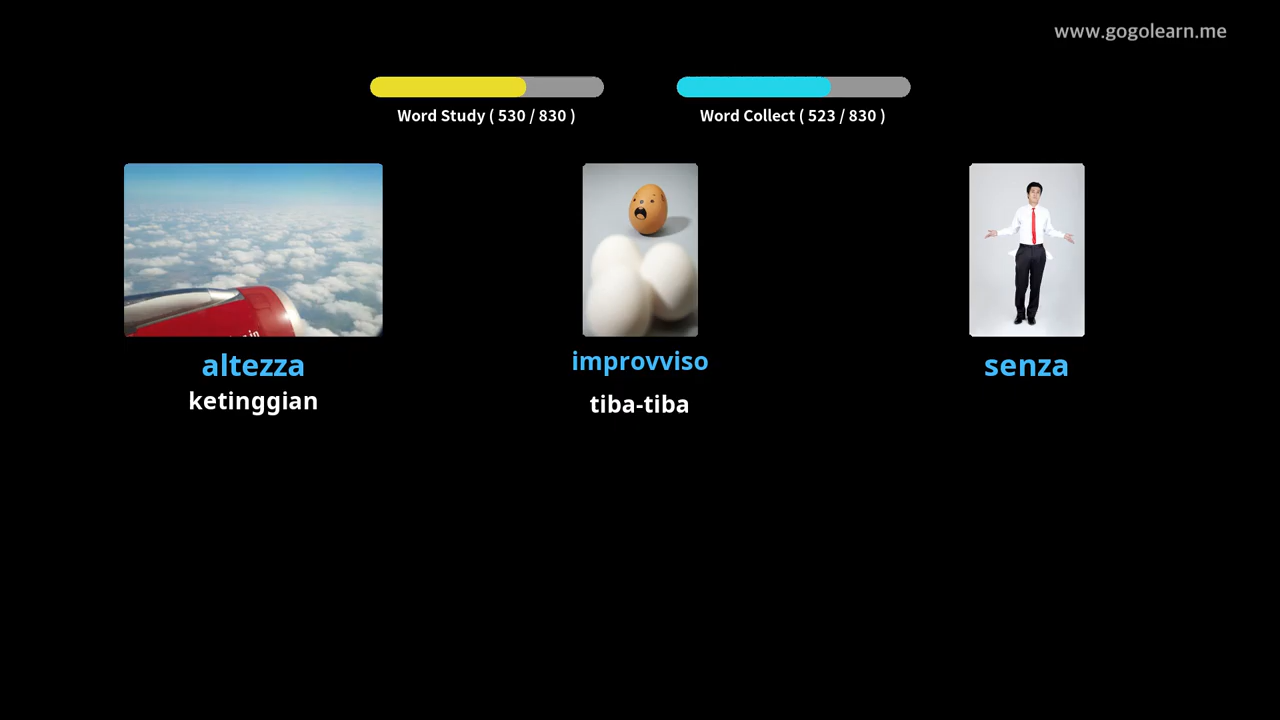 www.gogolearn.me
Word Study ( 530 / 830 )
Word Collect ( 523 / 830 )
altezza
ketinggian
improvviso
tiba-tiba
senza